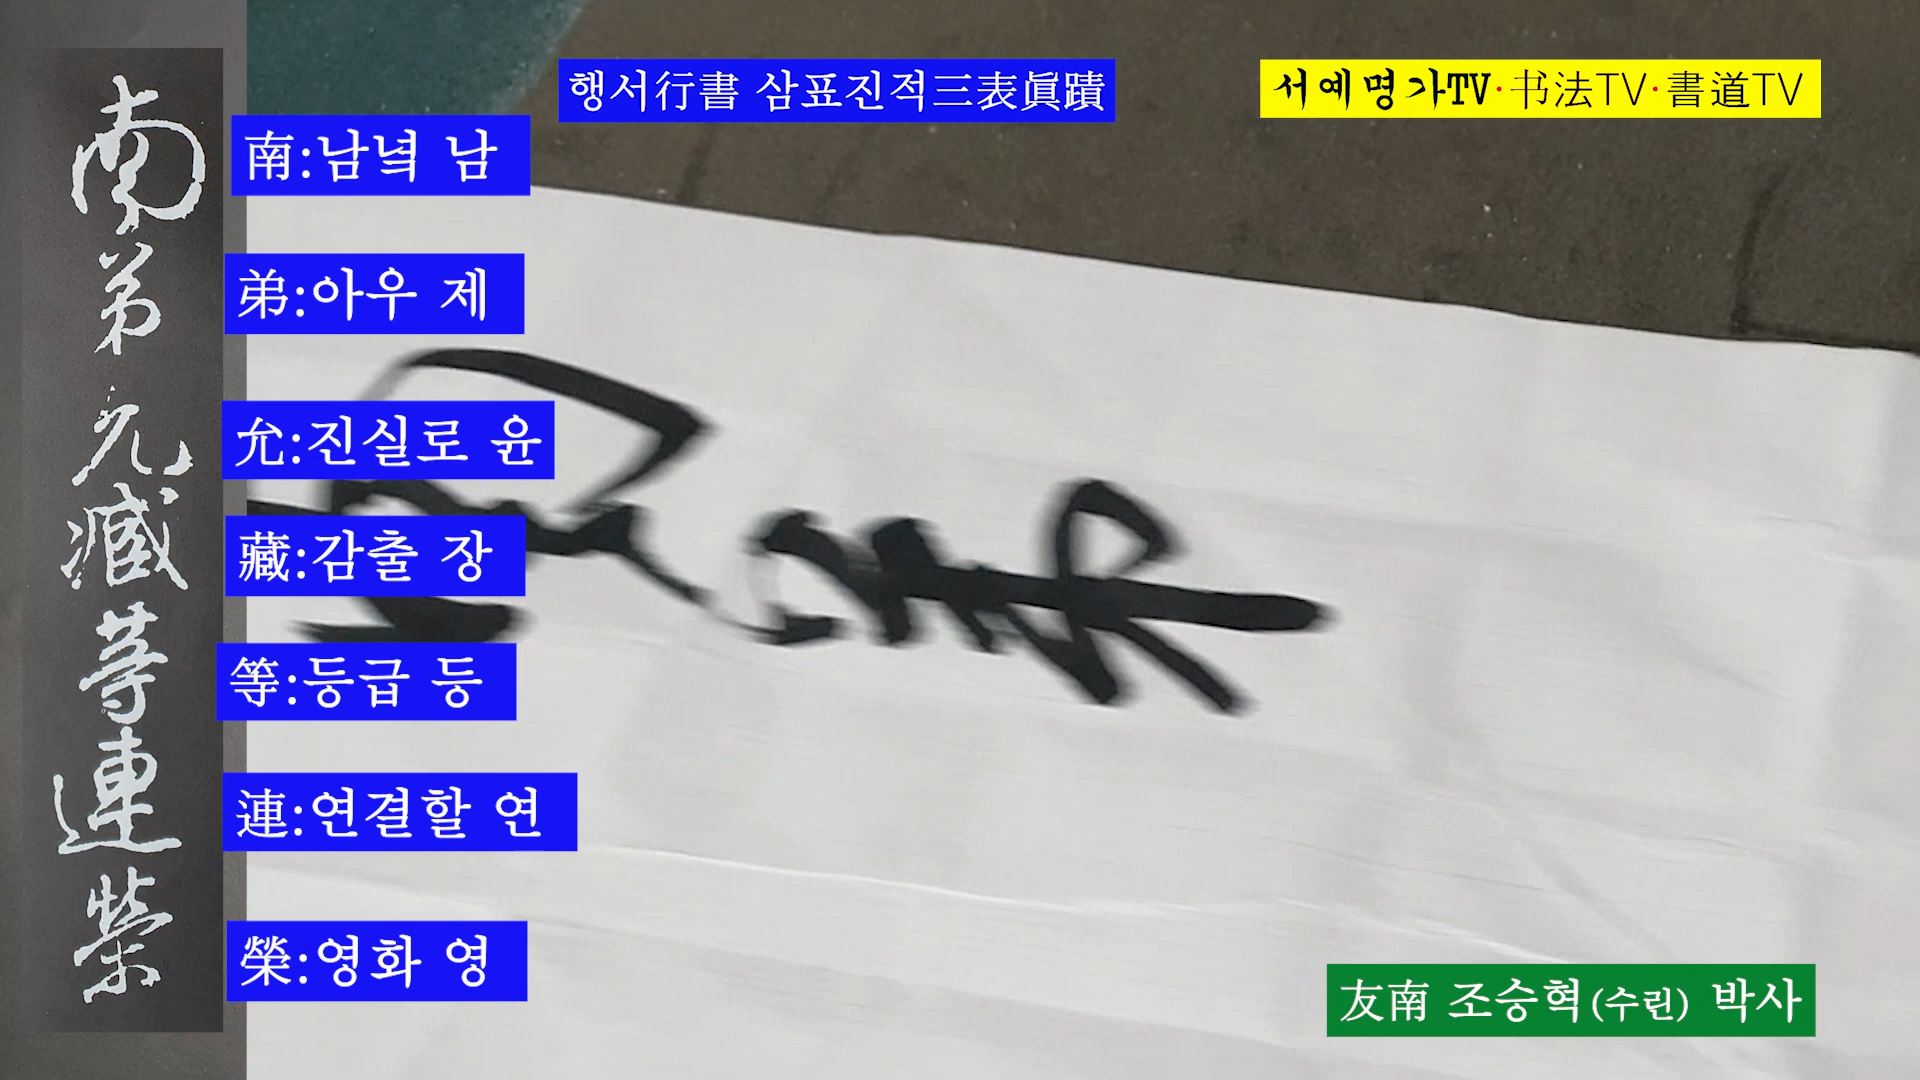 행서行書 삼표진적三表眞蹟
서예명가TV·书法TV·書道TV
南弟允藏等連榮
南:남녘 남
弟:아우 제
允:진실로 윤
藏:감출 장
等:등급 등
連:연결할 연
榮:영화 영
友南 조승혁(수린) 박사